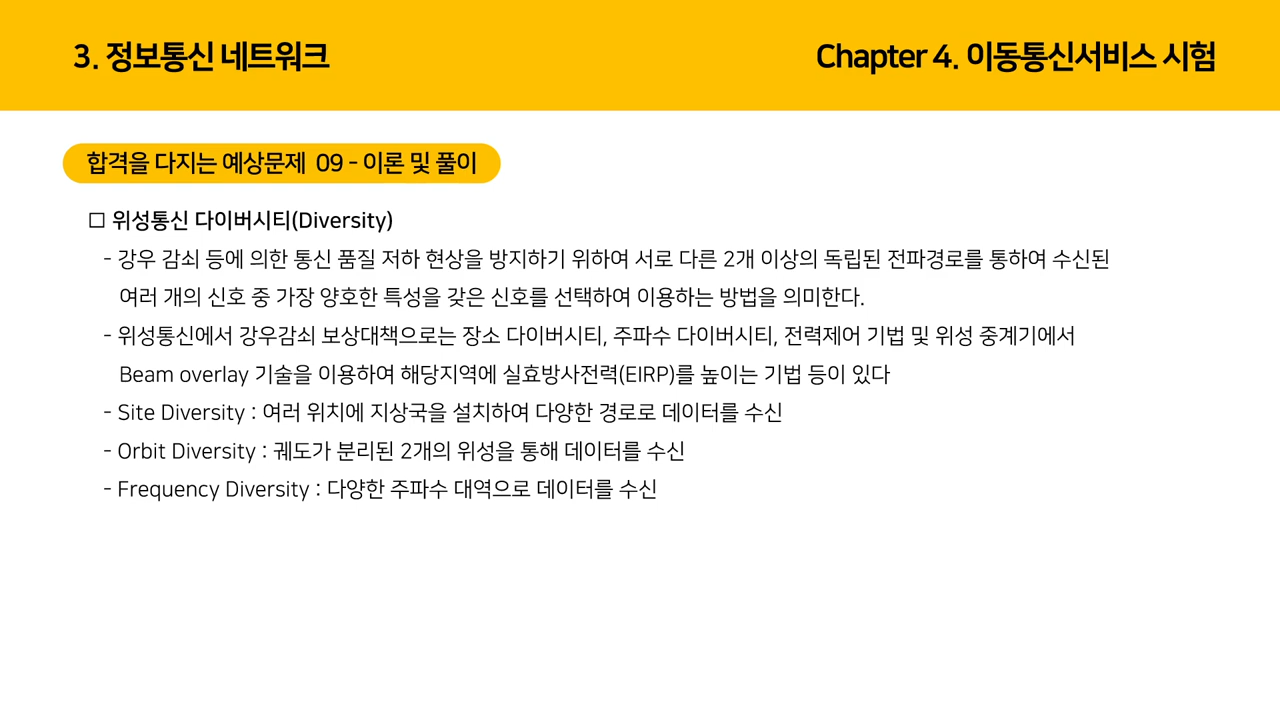 3. 정보통신 네트워크
Chapter 4. 이동통신서비스 시험
합격을 다지는 예상문제 09 - 이론 및 풀이
□ 위성통신 다이버시티(Diversity)
- 강우 감쇠 등에 의한 통신 품질 저하 현상을 방지하기 위하여 서로 다른 2개 이상의 독립된 전파경로를 통하여 수신된
여러 개의 신호 중 가장 양호한 특성을 갖은 신호를 선택하여 이용하는 방법을 의미한다.
- 위성통신에서 강우감쇠 보상대책으로는 장소 다이버시티, 주파수 다이버시티, 전력제어 기법 및 위성 중계기에서
Beam overlay 기술을 이용하여 해당지역에 실효방사전력(EIRP)를 높이는 기법 등이 있다
- Site Diversity : 여러 위치에 지상국을 설치하여 다양한 경로로 데이터를 수신
- Orbit Diversity : 궤도가 분리된 2개의 위성을 통해 데이터를 수신
- Frequency Diversity : 다양한 주파수 대역으로 데이터를 수신